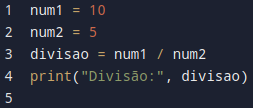 1 num1 = 10
2 num2 = 5
3 divisao = num1 / num2
4 print("Divisão:", divisao)
5